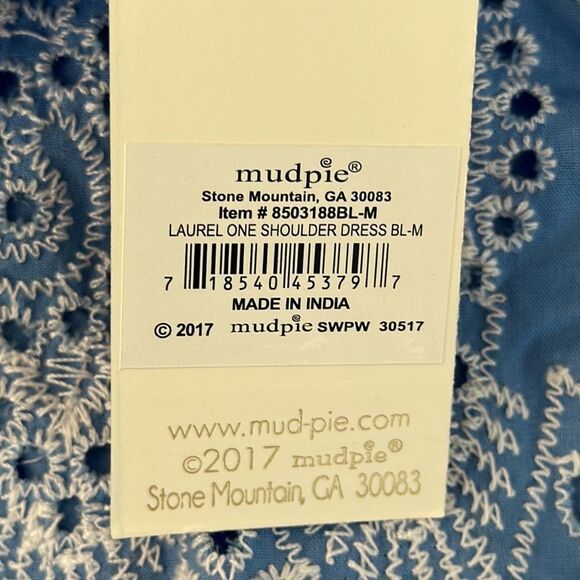 mudpie®
Stone Mountain, GA 30083
Item # 8503188BL-M
LAUREL ONE SHOULDER DRESS BL-M
7 18540 45379 7
MADE IN INDIA
© 2017 mudpie SWPW 30517
www.mud-pie.com
©2017 mudpie®
Stone Mountain, GA 30083